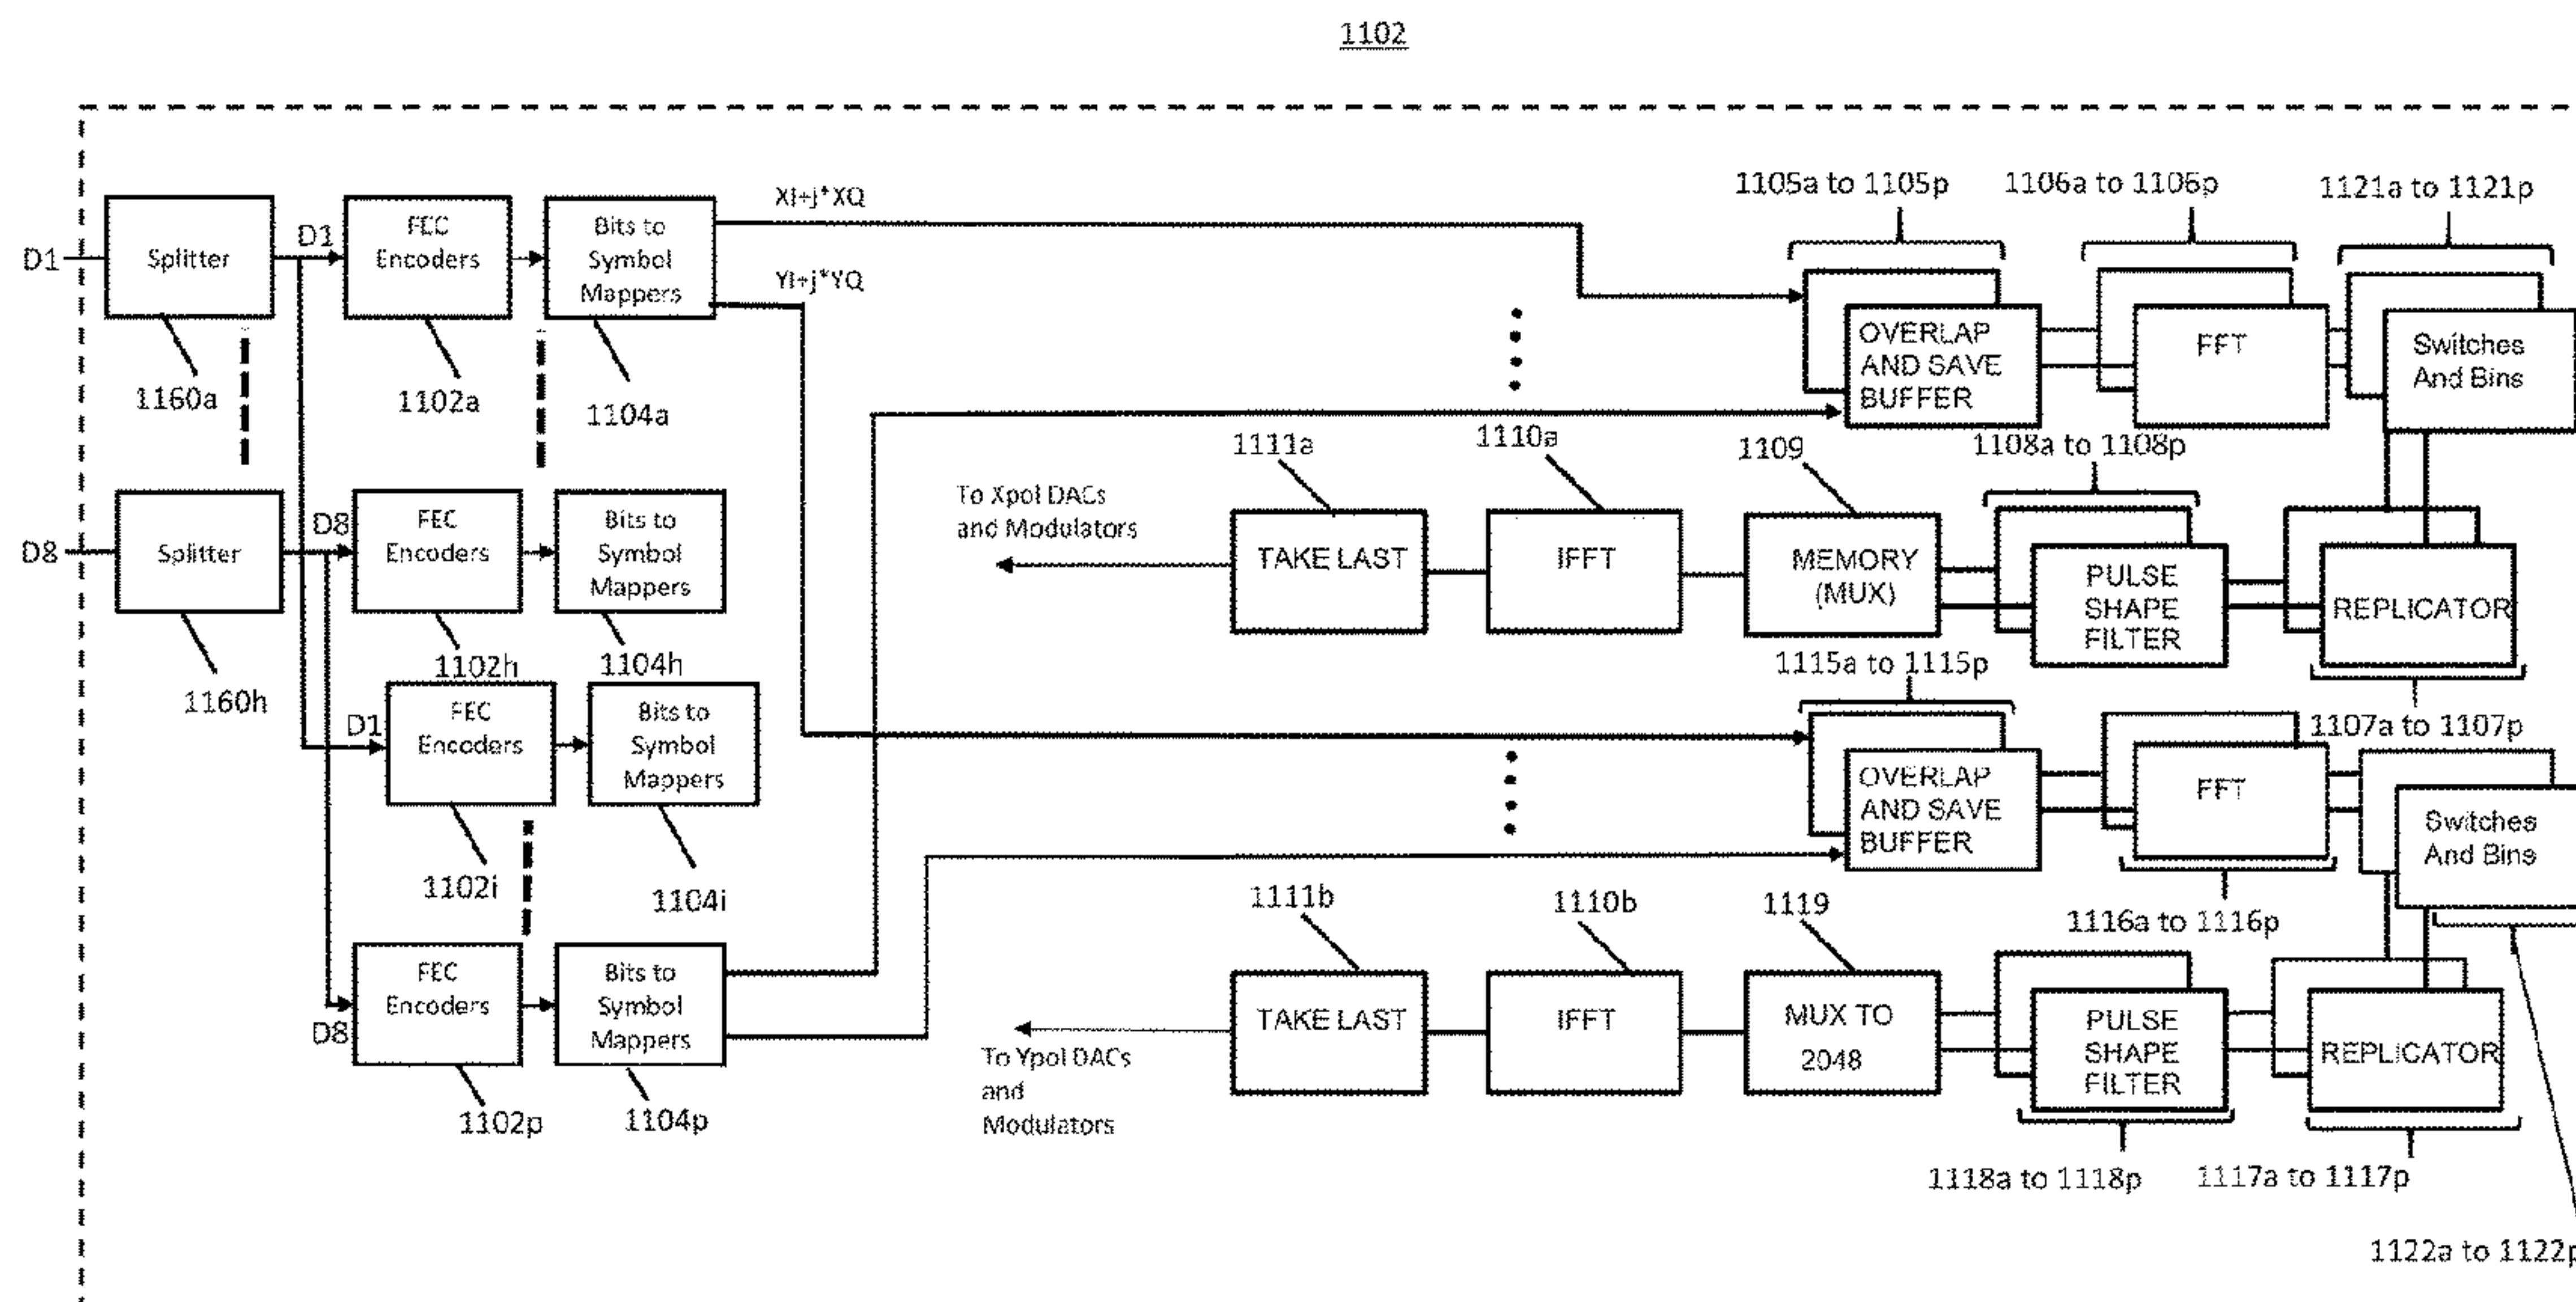 1102
1105a to 1105p
1106a to 1106p
1121a to 1121p
XI+j*XQ
YI+j*YQ
D1
Splitter
D1
FEC
Encoders
Bits to
Symbol
Mappers
OVERLAP
AND SAVE
BUFFER
FFT
Switches
And Bins
1160a
1102a
1104a
1111a
1110a
1109
1108a to 1108p
To Xpol DACs
and Modulators
D8
Splitter
D8
FEC
Encoders
Bits to
Symbol
Mappers
TAKE LAST
IFFT
MEMORY
(MUX)
PULSE
SHAPE
FILTER
REPLICATOR
1160h
1102h
1104h
1115a to 1115p
1107a to 1107p
D1
FEC
Encoders
Bits to
Symbol
Mappers
OVERLAP
AND SAVE
BUFFER
FFT
Switches
And Bins
1102i
1104i
1111b
1110b
1119
1116a to 1116p
D8
FEC
Encoders
Bits to
Symbol
Mappers
To Ypol DACs
and
Modulators
TAKE LAST
IFFT
MUX TO
2048
PULSE
SHAPE
FILTER
REPLICATOR
1102p
1104p
1118a to 1118p
1117a to 1117p
1122a to 1122p